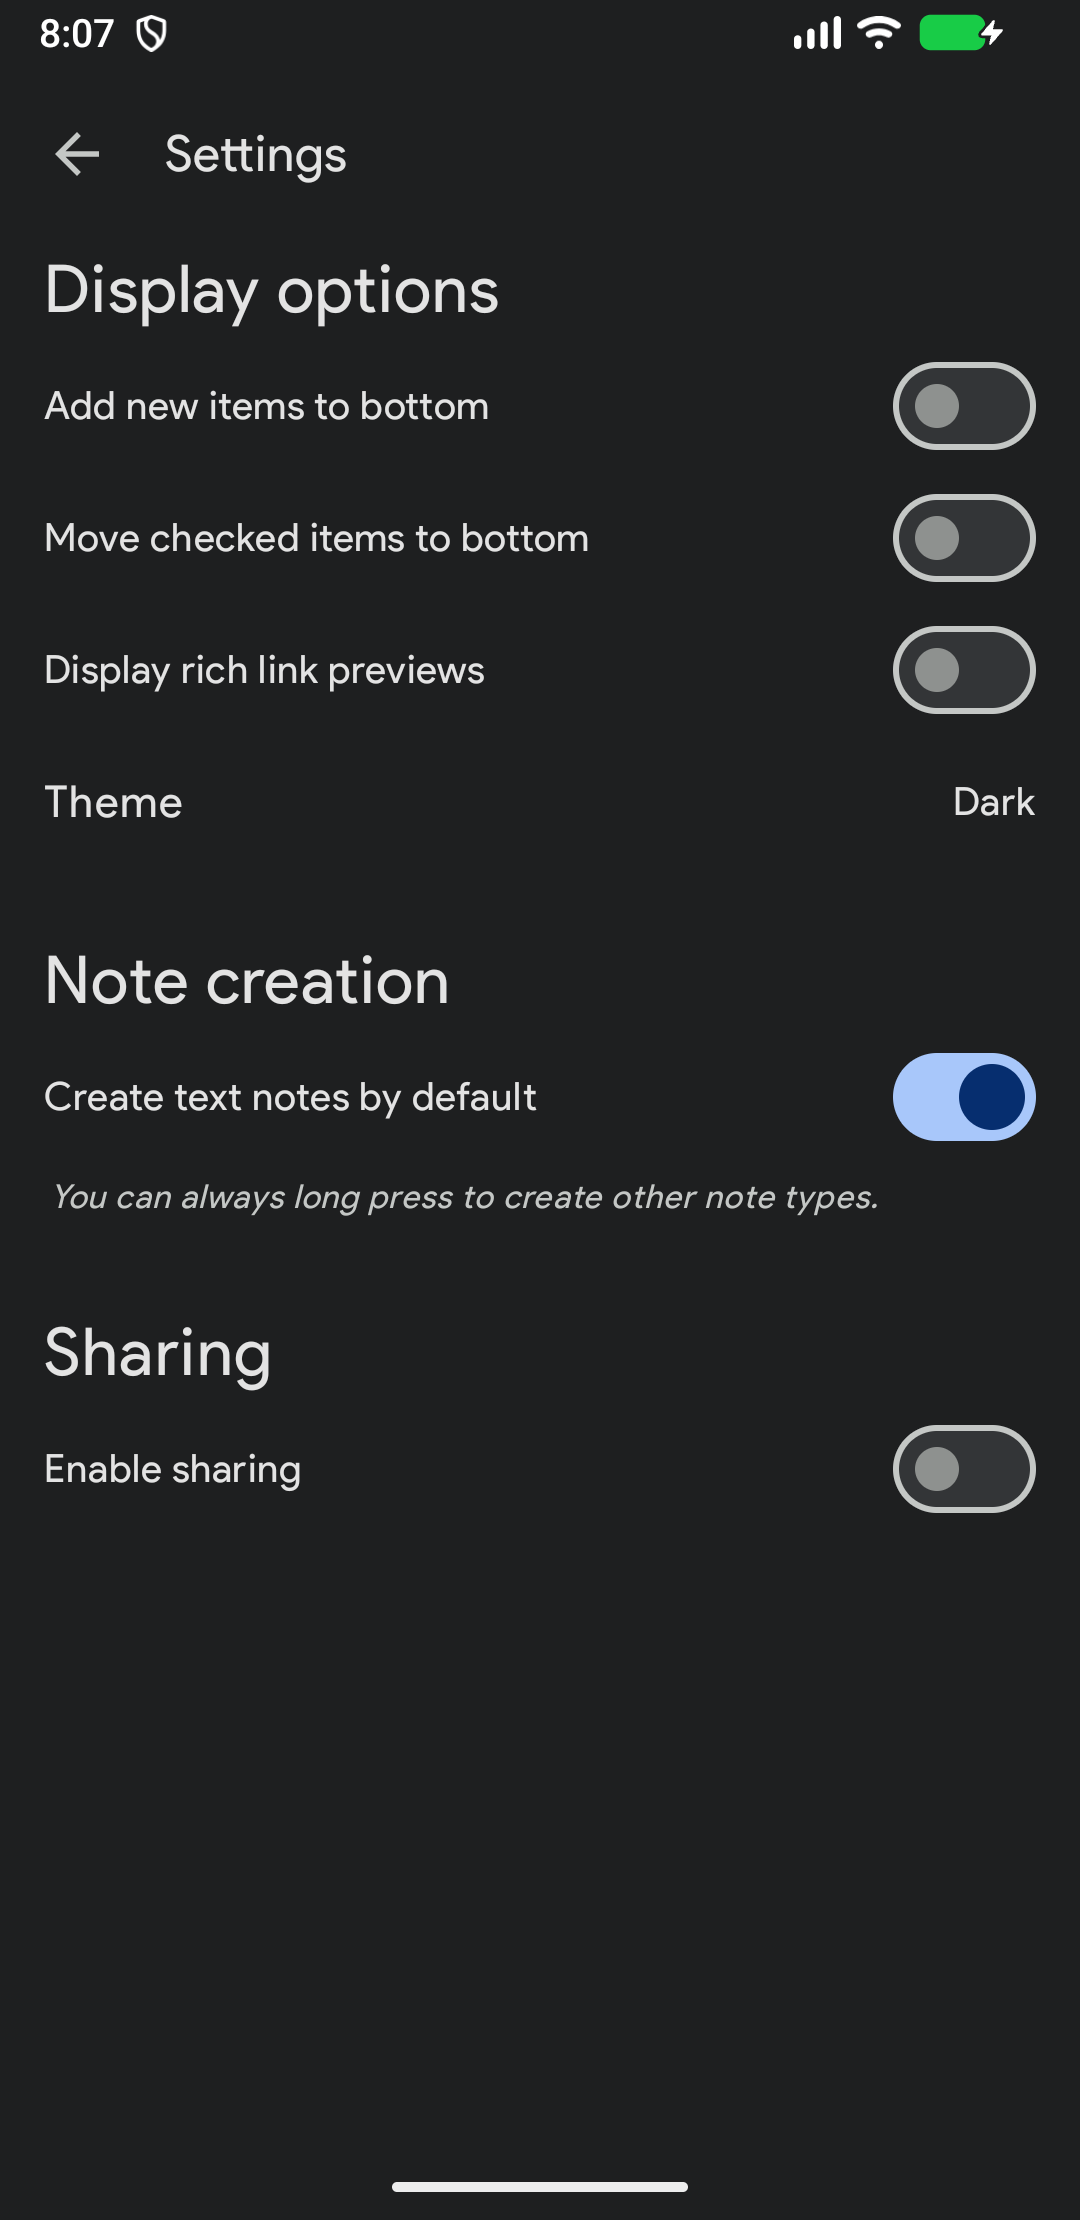 8:07
Settings
Display options
Add new items to bottom
Move checked items to bottom
Display rich link previews
Theme Dark
Note creation
Create text notes by default
You can always long press to create other note types.
Sharing
Enable sharing